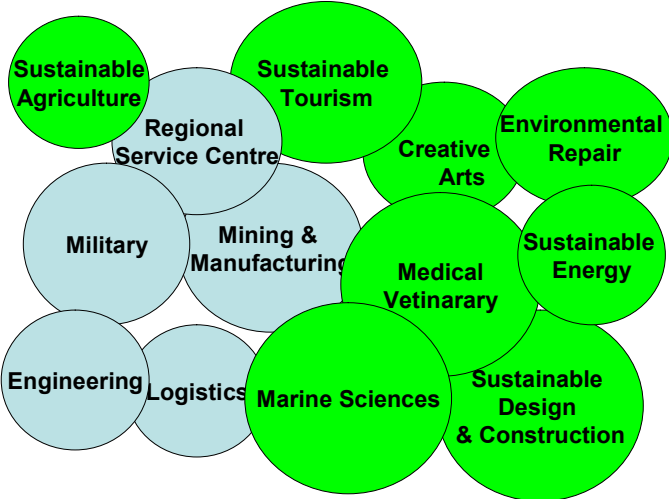 Sustainable
Agriculture
Sustainable
Tourism
Regional
Service Centre
Creative
Arts
Environmental
Repair
Military
Mining &
Manufacturing
Medical
Vetinarary
Sustainable
Energy
Engineering
Logistics
Marine Sciences
Sustainable
Design
& Construction